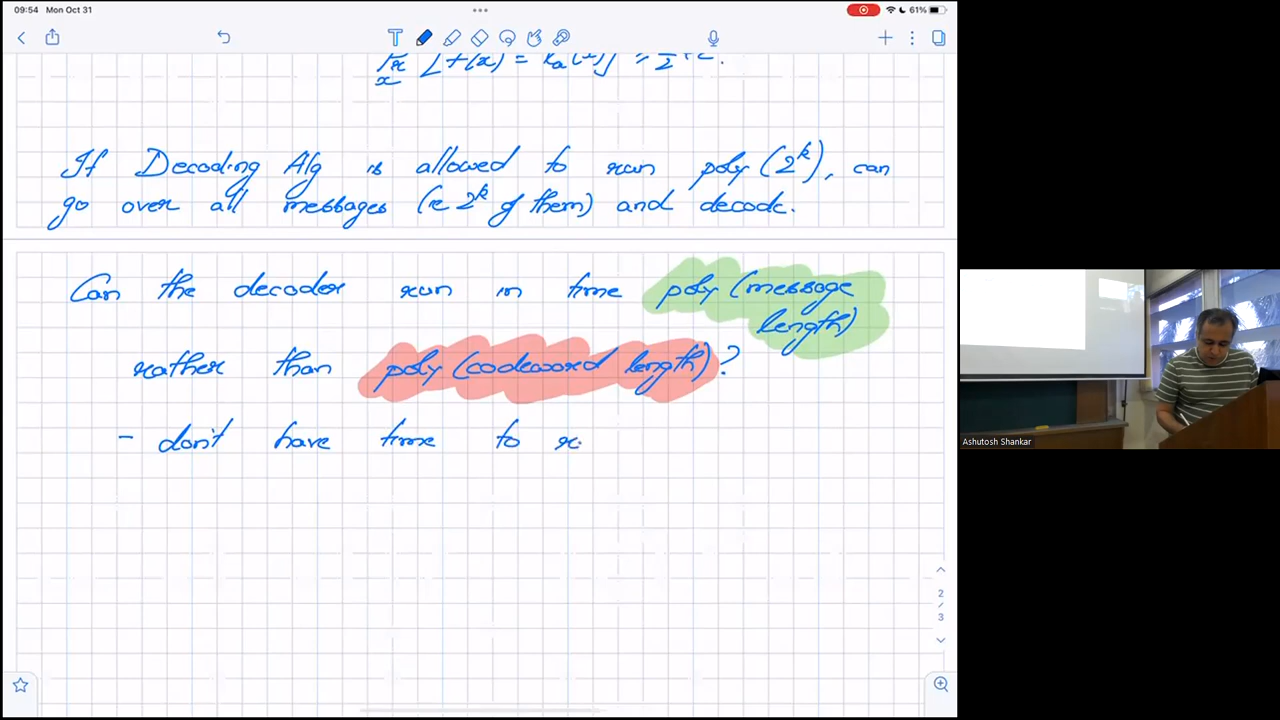 09:54 Mon Oct 31
61%
If Decoding Alg is allowed to run poly (2^k), can
go over all messages (2^k of them) and decode.
Can the decoder run in time poly (message
length)
rather than poly (codeword length)?
- don't have time to
2
/
3
Ashutosh Shankar